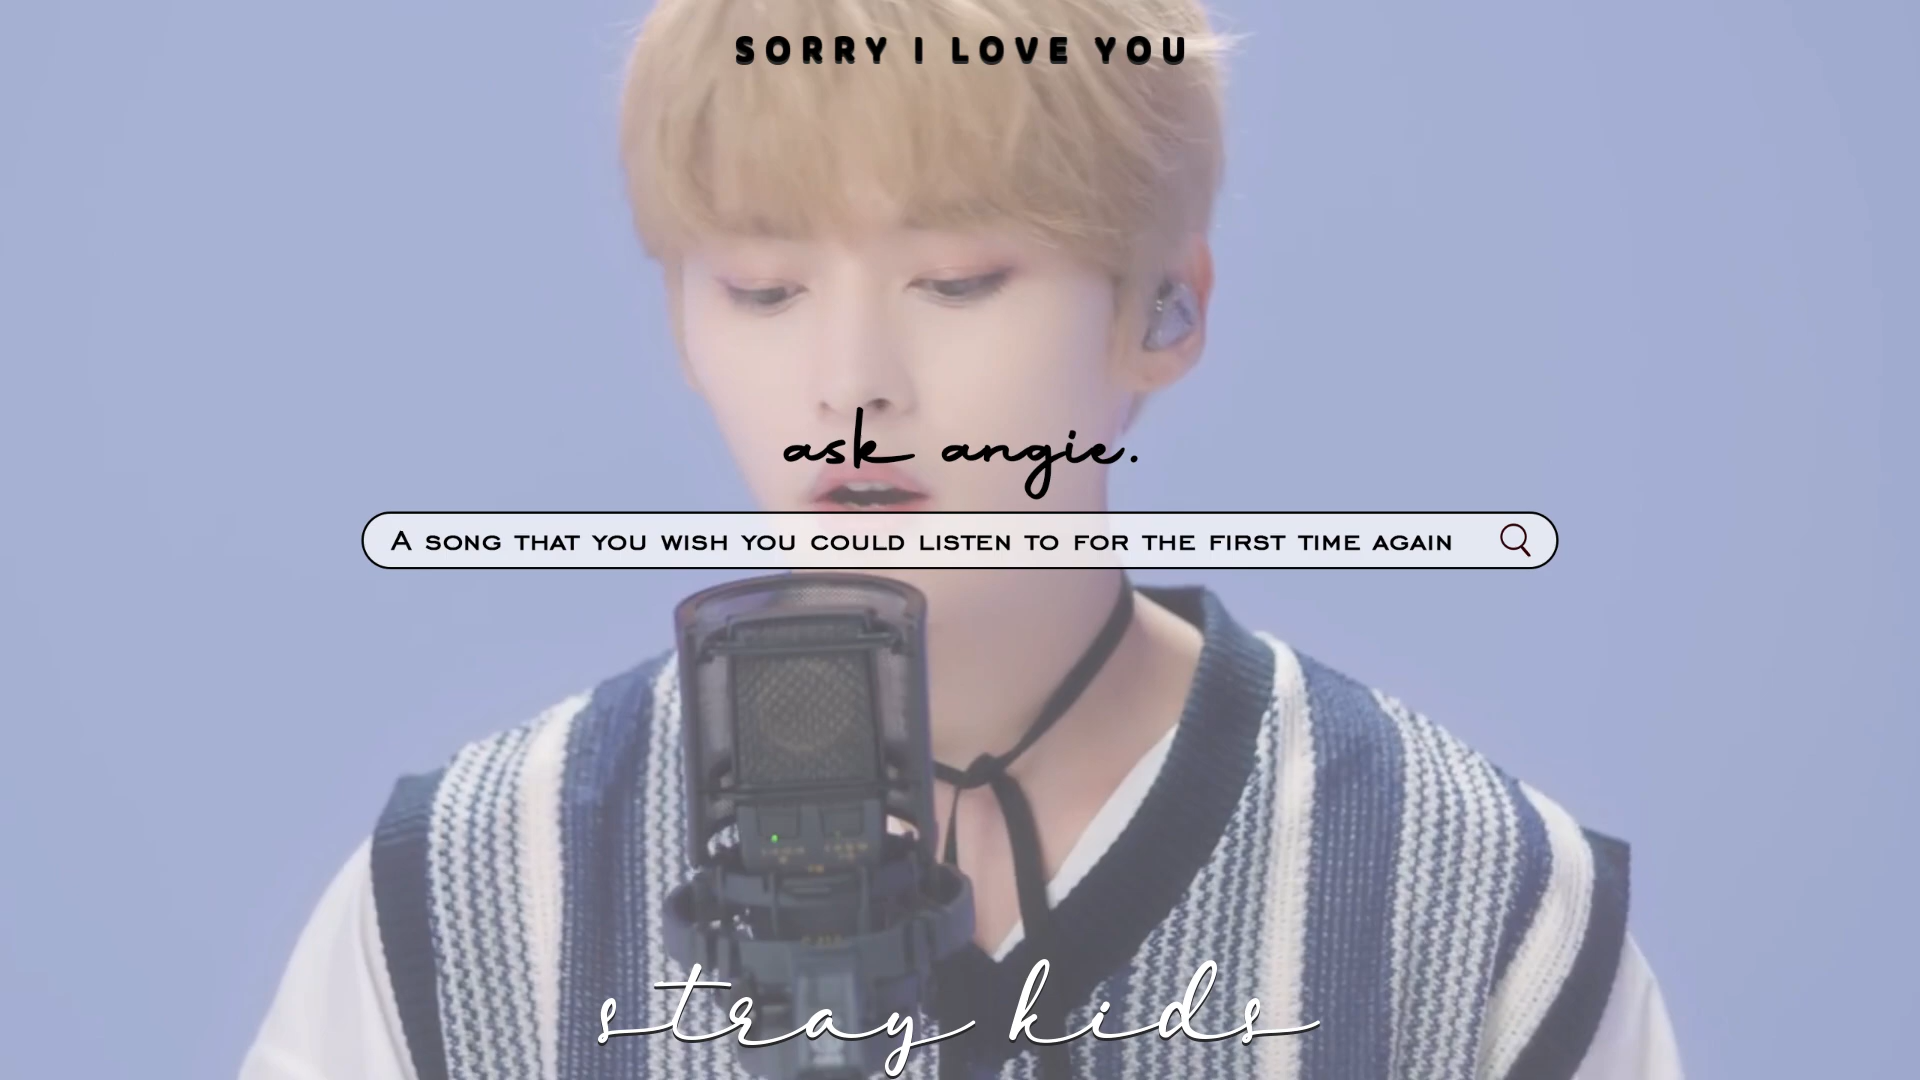 SORRY I LOVE YOU
ask angie.
A SONG THAT YOU WISH YOU COULD LISTEN TO FOR THE FIRST TIME AGAIN
stray kids